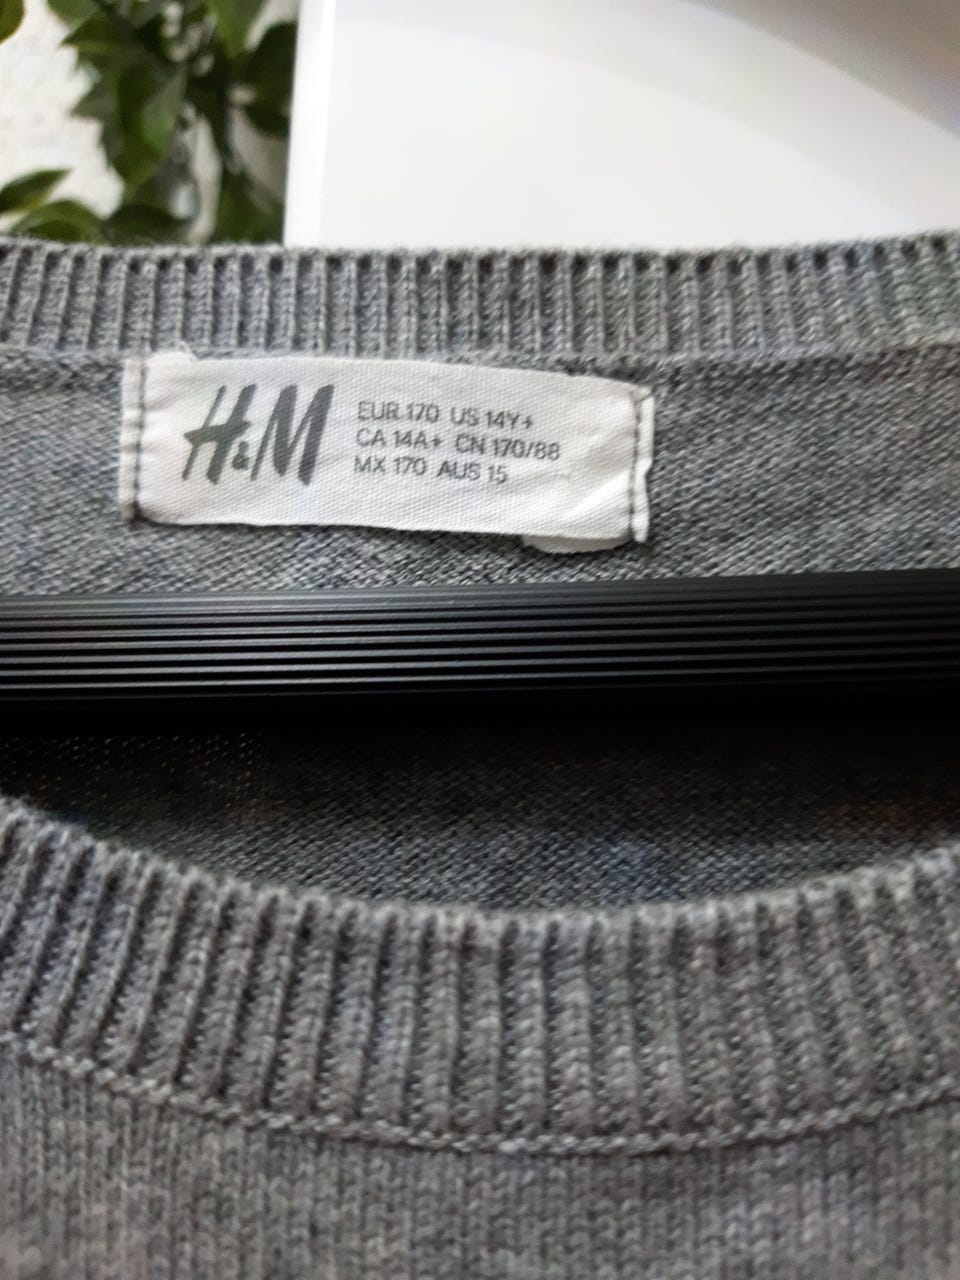 H&M
EUR 170 US 14Y+
CA 14A+ CN 170/88
MX 170 AUS 15